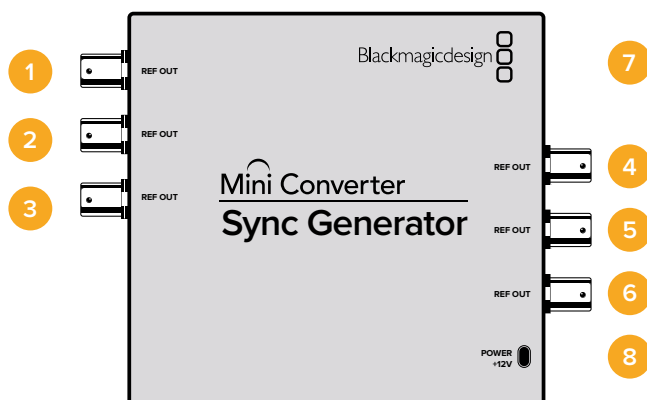 Blackmagicdesign
1
REF OUT
7
2
REF OUT
REF OUT
4
3
REF OUT
Mini Converter
Sync Generator
REF OUT
5
REF OUT
6
POWER
+12V
8